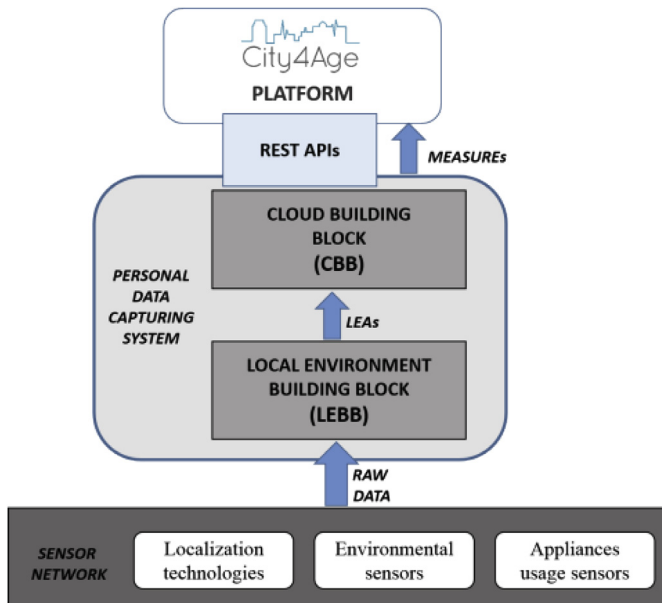 City4Age
PLATFORM
REST APIs
MEASUREs
CLOUD BUILDING
BLOCK
(CBB)
PERSONAL
DATA
CAPTURING
SYSTEM
LEAs
LOCAL ENVIRONMENT
BUILDING BLOCK
(LEBB)
RAW
DATA
SENSOR
NETWORK
Localization
technologies
Environmental
sensors
Appliances
usage sensors